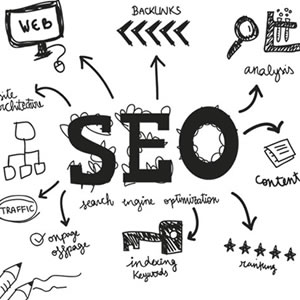 WEB
BACKLINKS
analysis
site
architecture
SEO
search engine optimization
content
TRAFFIC
onpage
offpage
indexing
keywords
ranking